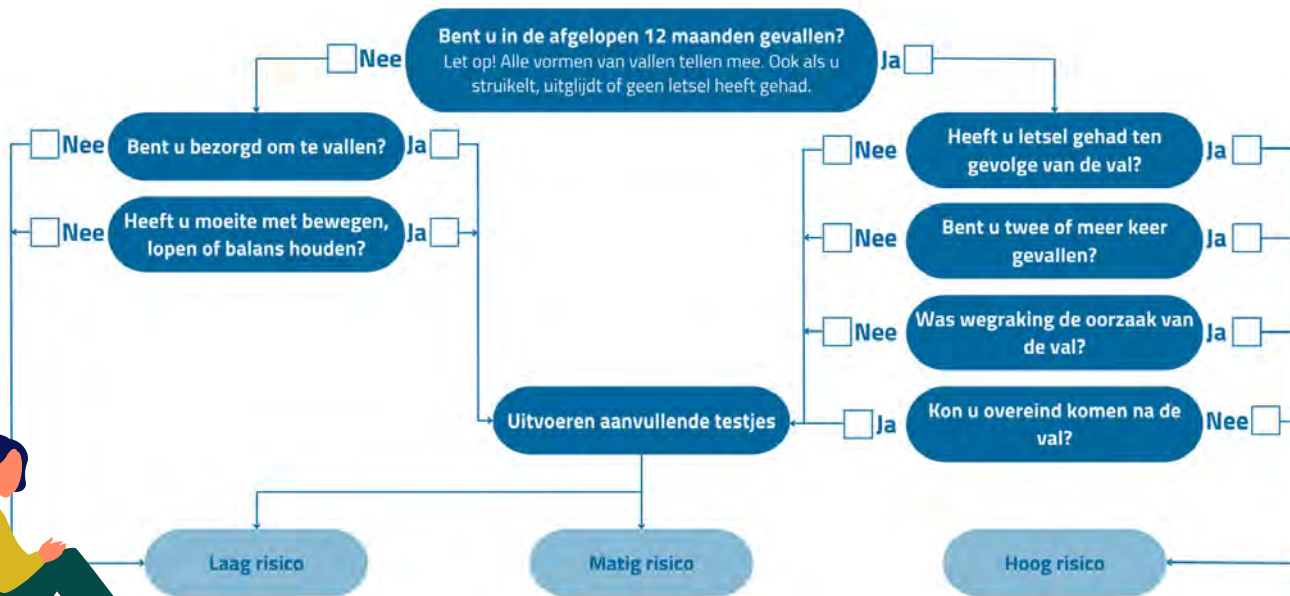 Bent u in de afgelopen 12 maanden gevallen?
Let op! Alle vormen van vallen tellen mee. Ook als u
struikelt, uitglijdt of geen letsel heeft gehad.
Nee
Ja
Nee
Bent u bezorgd om te vallen?
Ja
Nee
Heeft u moeite met bewegen,
lopen of balans houden?
Ja
Nee
Heeft u letsel gehad ten
gevolge van de val?
Ja
Nee
Bent u twee of meer keer
gevallen?
Ja
Nee
Was wegraking de oorzaak van
de val?
Ja
Ja
Kon u overeind komen na de
val?
Nee
Uitvoeren aanvullende testjes
Laag risico
Matig risico
Hoog risico